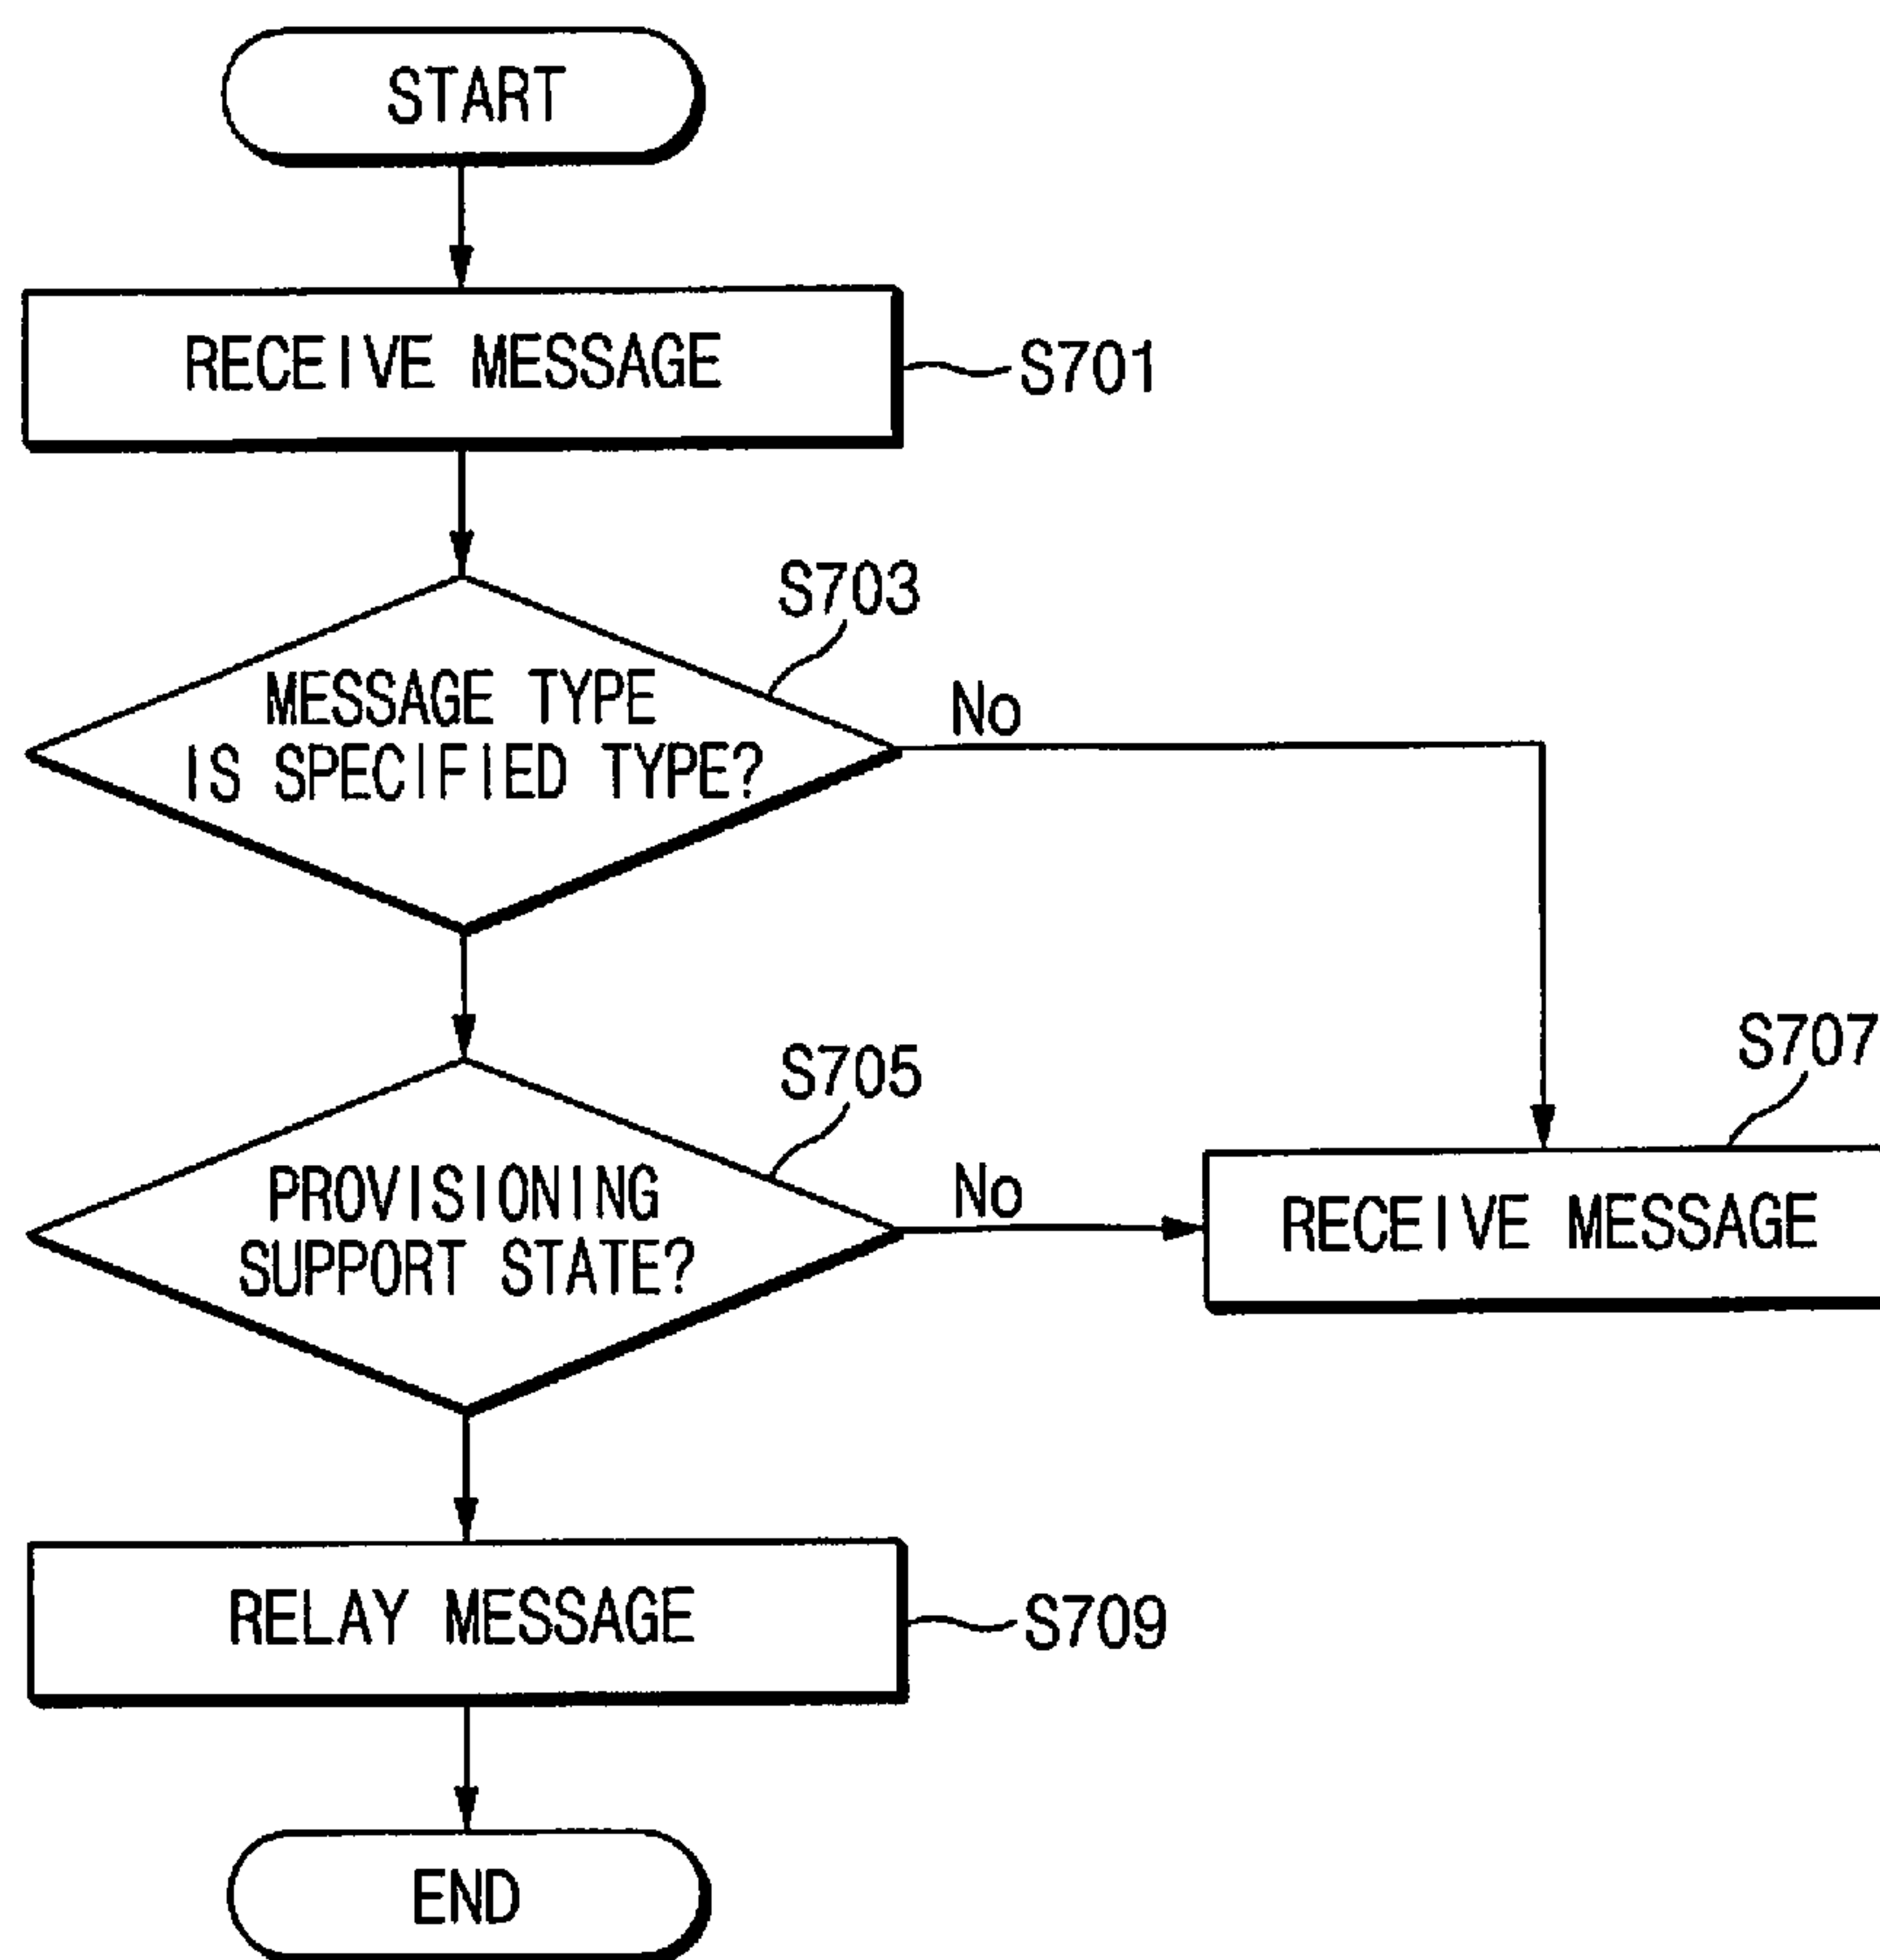 START
RECEIVE MESSAGE
S701
S703
MESSAGE TYPE
IS SPECIFIED TYPE?
No
S705
PROVISIONING
SUPPORT STATE?
No
S707
RECEIVE MESSAGE
RELAY MESSAGE
S709
END